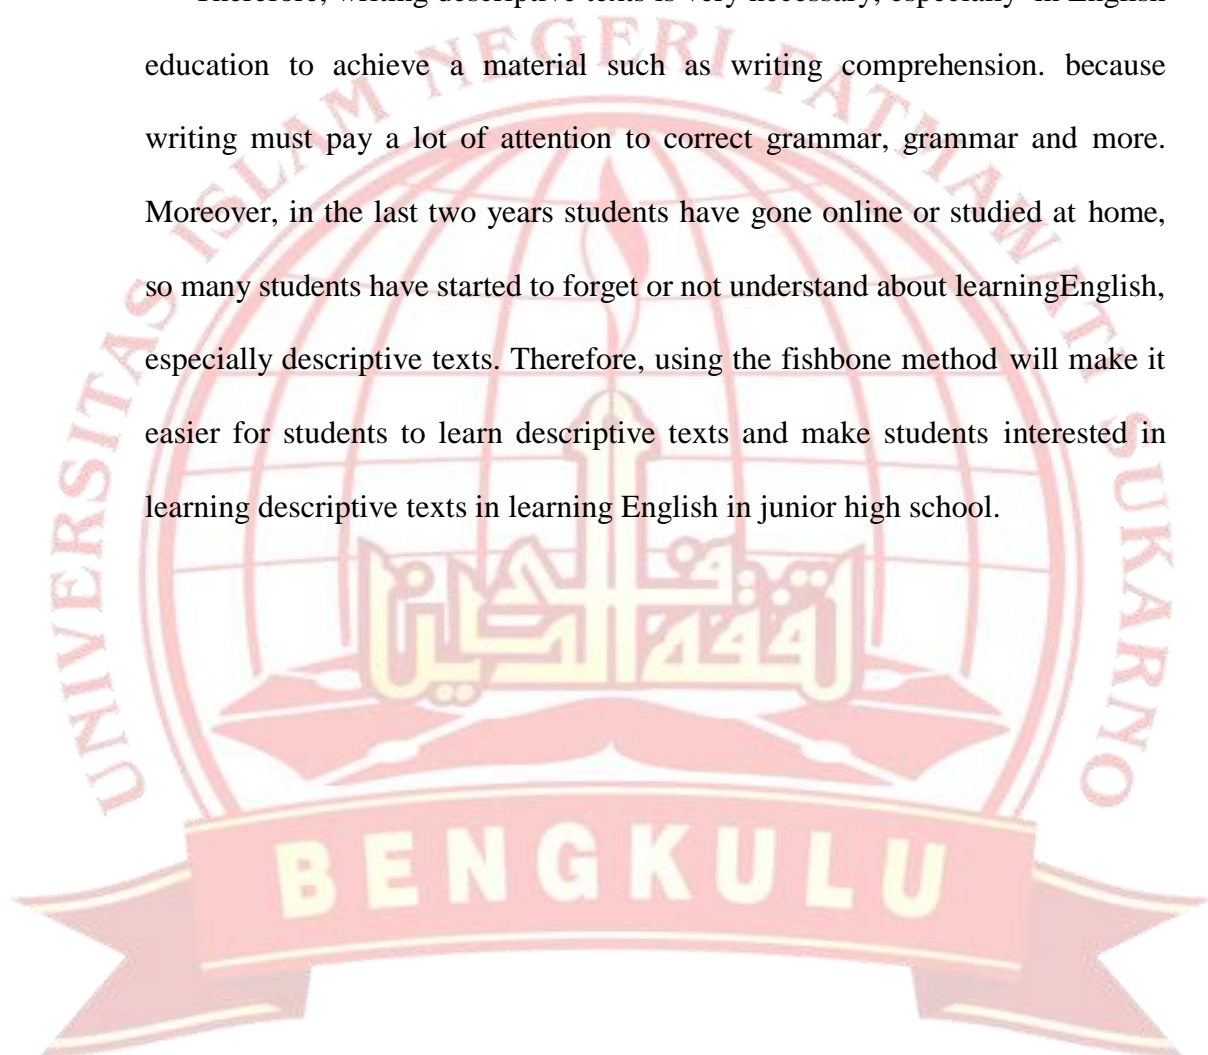 Therefore, writing descriptive texts is very necessary, especially in English
education to achieve a material such as writing comprehension. because
writing must pay a lot of attention to correct grammar, grammar and more.
Moreover, in the last two years students have gone online or studied at home,
so many students have started to forget or not understand about learningEnglish,
especially descriptive texts. Therefore, using the fishbone method will make it
easier for students to learn descriptive texts and make students interested in
learning descriptive texts in learning English in junior high school.
UNIVERSITAS ISLAM NEGERI FATMAWATI SUKARNO
BENGKULU